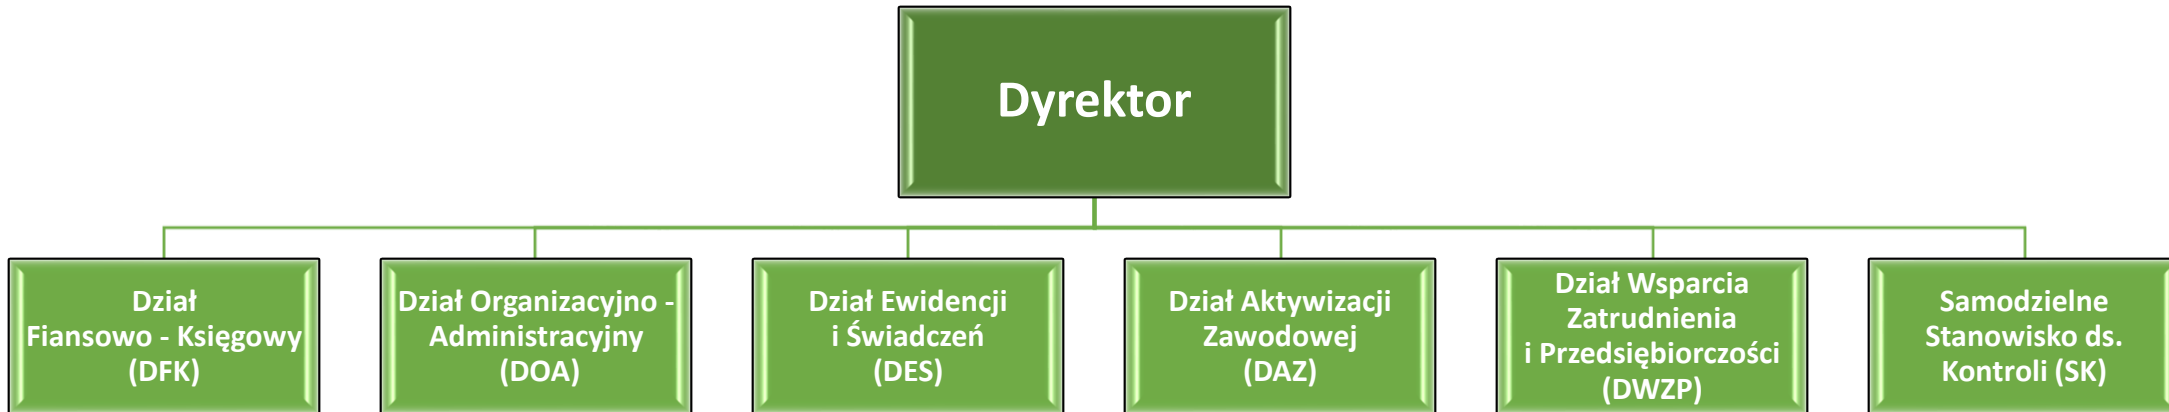 Dyrektor
Dział
Fiansowo - Księgowy
(DFK)
Dział Organizacyjno -
Administracyjny
(DOA)
Dział Ewidencji
i Świadczeń
(DES)
Dział Aktywizacji
Zawodowej
(DAZ)
Dział Wsparcia
Zatrudnienia
i Przedsiębiorczości
(DWZP)
Samodzielne
Stanowisko ds.
Kontroli (SK)